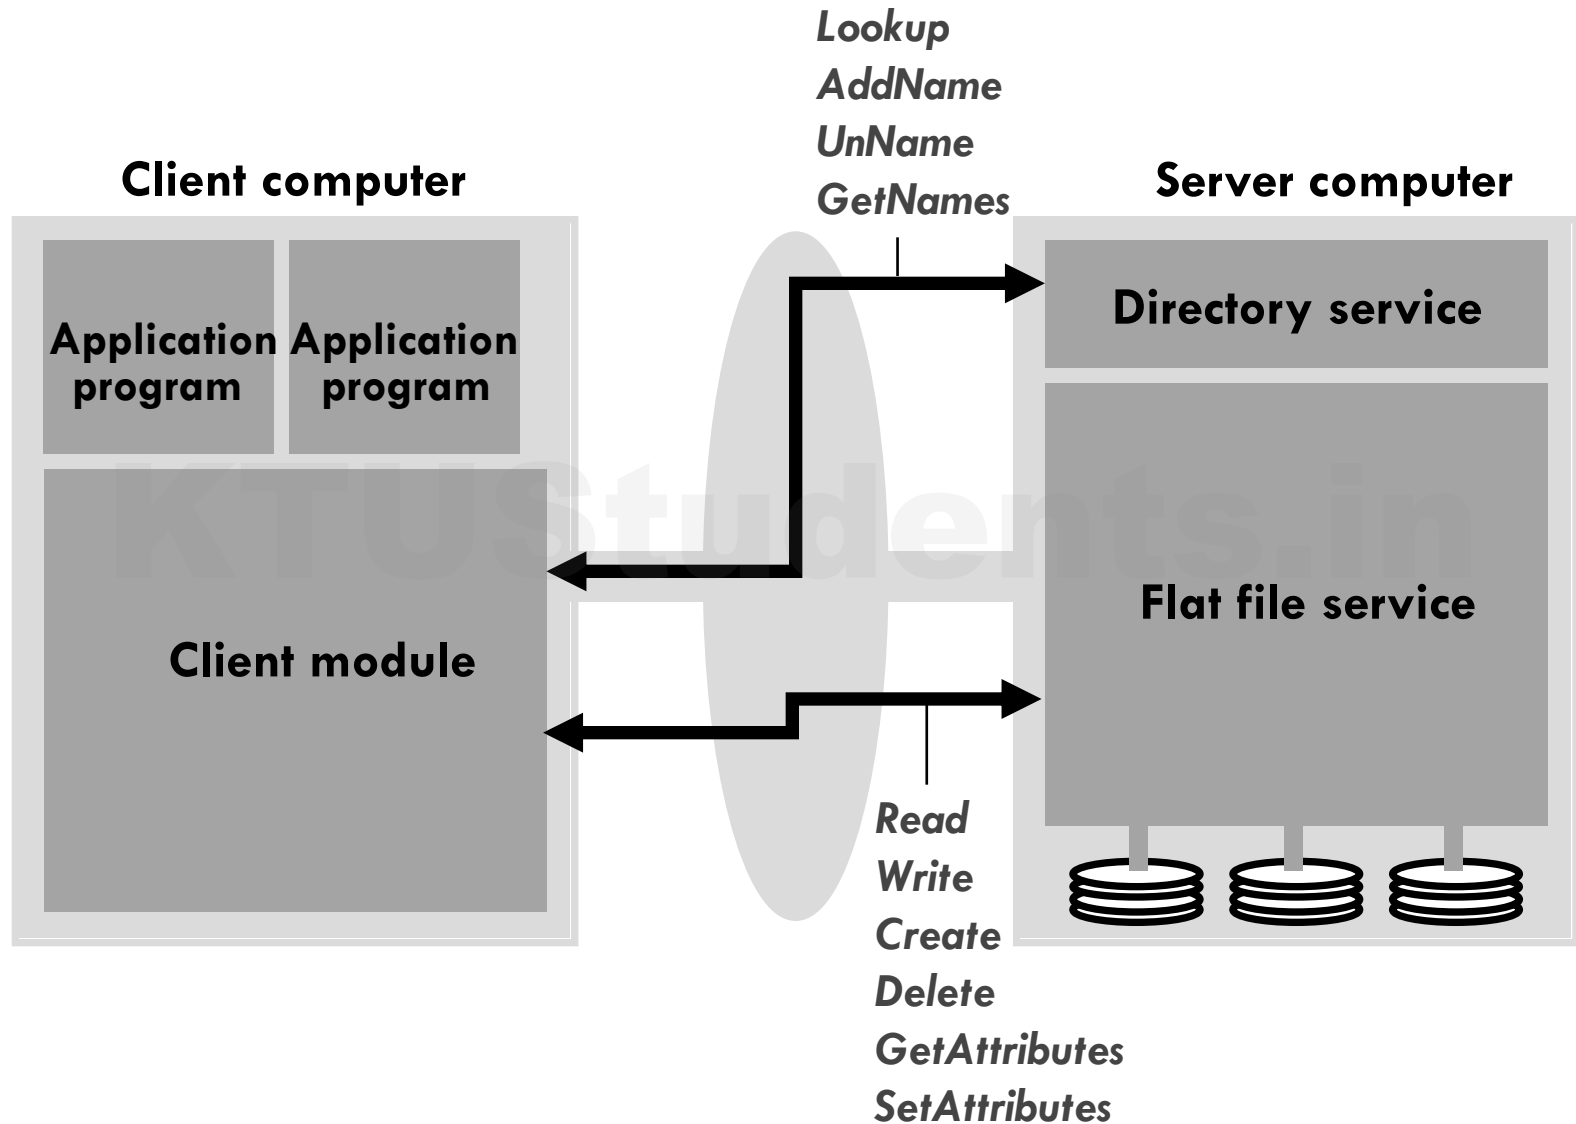 Lookup
AddName
UnName
GetNames
Client computer
Server computer
Application
program
Application
program
Directory service
KTUStudents.in
Flat file service
Client module
Read
Write
Create
Delete
GetAttributes
SetAttributes